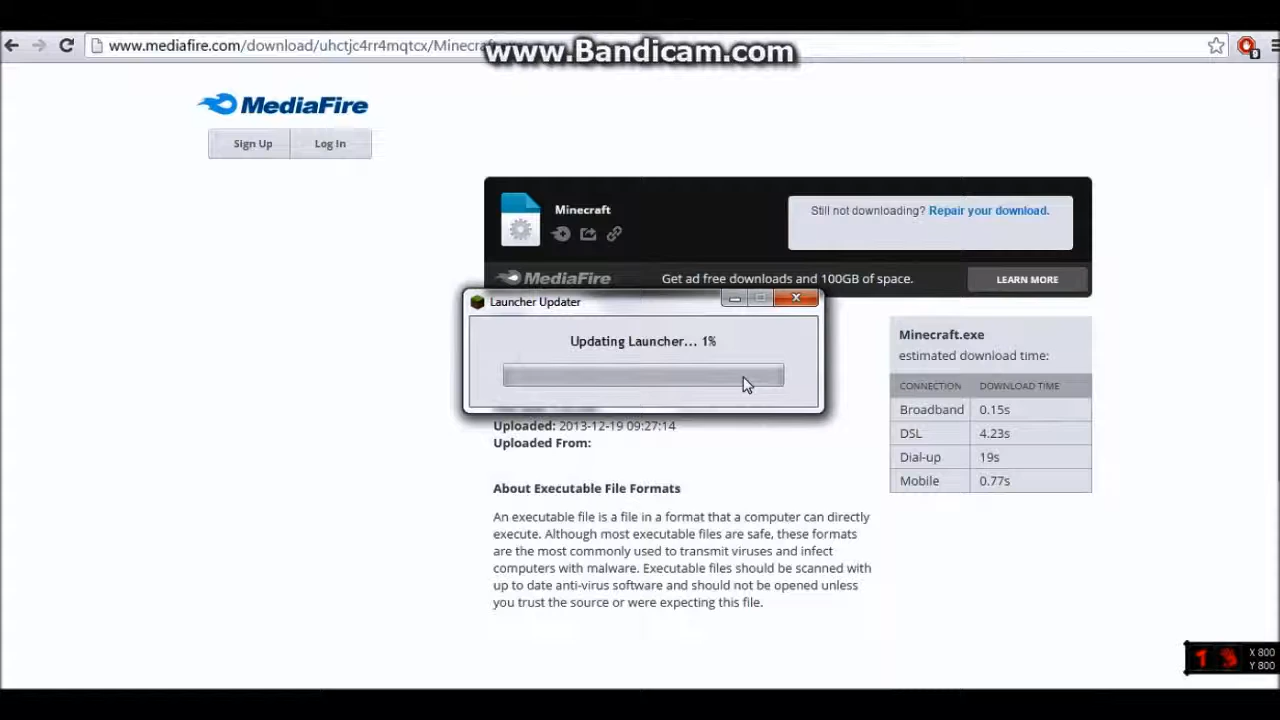 www.mediafire.com/download/uhctjc4rr4mqtcx/Minec
www.Bandicam.com
MediaFire
Sign Up
Log In
Minecraft
Still not downloading? Repair your download.
MediaFire
Get ad free downloads and 100GB of space.
LEARN MORE
Launcher Updater
Updating Launcher... 1%
Minecraft.exe
estimated download time:
CONNECTION DOWNLOAD TIME
Broadband 0.15s
DSL 4.23s
Dial-up 19s
Mobile 0.77s
Uploaded: 2013-12-19 09:27:14
Uploaded From:
About Executable File Formats
An executable file is a file in a format that a computer can directly
execute. Although most executable files are safe, these formats
are the most commonly used to transmit viruses and infect
computers with malware. Executable files should be scanned with
up to date anti-virus software and should not be opened unless
you trust the source or were expecting this file.
X 800
Y 800